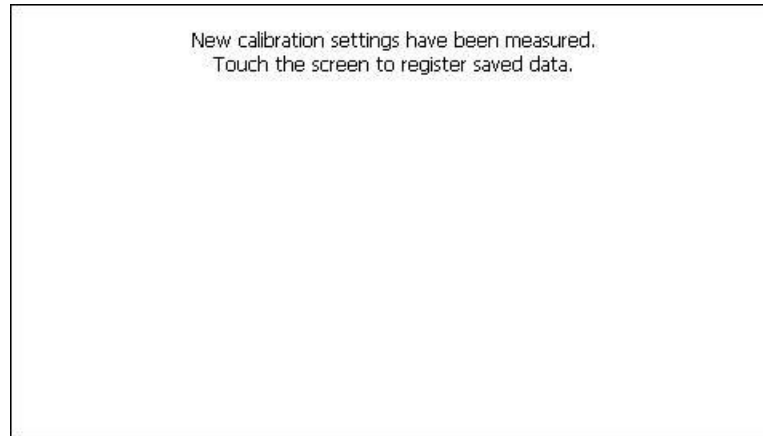 New calibration settings have been measured.
Touch the screen to register saved data.